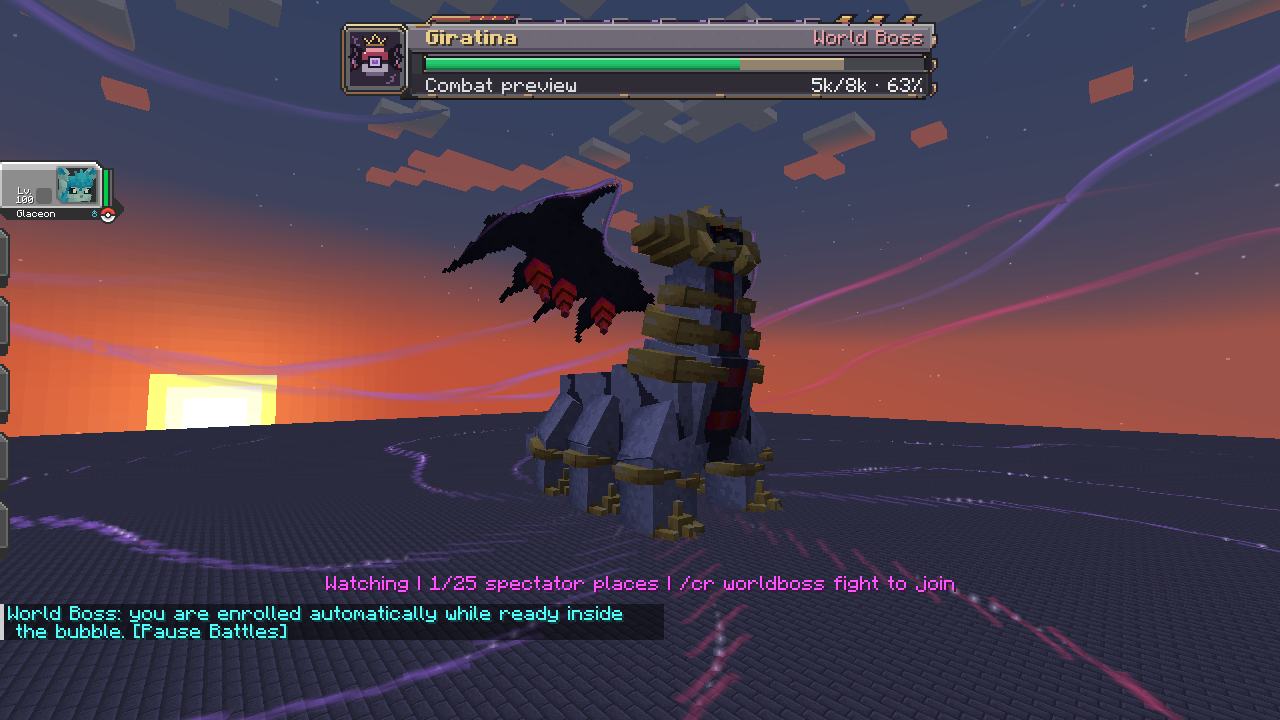 Giratina
World Boss
Combat preview
5k/8k · 63%
Lv.
100
Glaceon
Watching | 1/25 spectator places | /cr worldboss fight to join
World Boss: you are enrolled automatically while ready inside
the bubble. [Pause Battles]